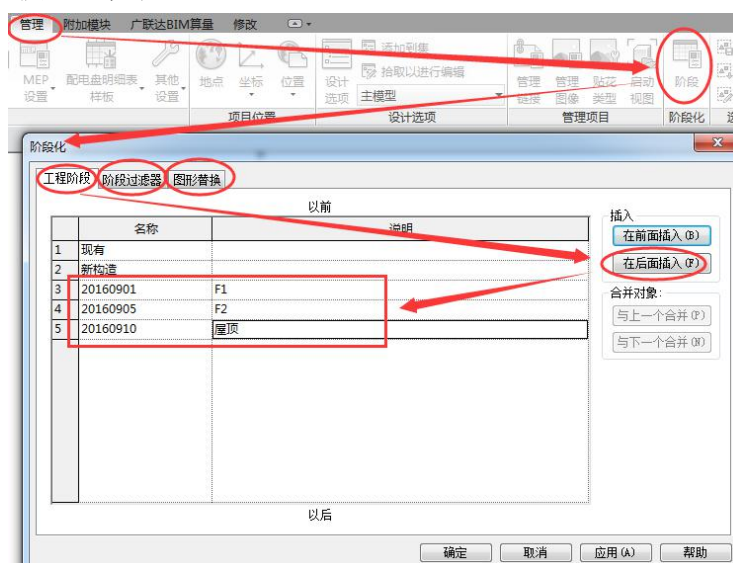 管理 附加模块 广联达BIM算量 修改
MEP 设置
配电盘明细表 样板
其他 设置
地点 坐标 位置
设计 选项
添加到集
拾取以进行编辑
主模型
管理 链接
管理 图像
贴花 类型
启动 视图
阶段
项目位置 设计选项 管理项目 阶段化
阶段化
工程阶段 阶段过滤器 图形替换
以前
名称 说明
1 现有
2 新构造
3 20160901 F1
4 20160905 F2
5 20160910 屋顶
以后
插入
在前面插入(B)
在后面插入(F)
合并对象:
与上一个合并(P)
与下一个合并(N)
确定 取消 应用(A) 帮助